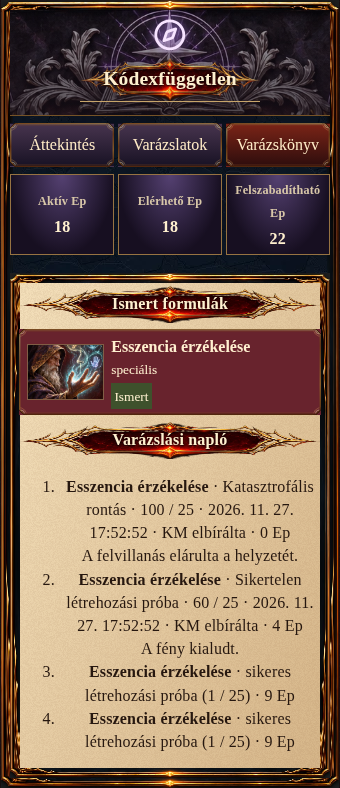 Kódexfüggetlen
Áttekintés
Varázslatok
Varázskönyv
Aktív Ep
18
Elérhető Ep
18
Felszabadítható
Ep
22
Ismert formulák
Esszencia érzékelése
speciális
Ismert
Varázslási napló
1. Esszencia érzékelése · Katasztrofális
rontás · 100 / 25 · 2026. 11. 27.
17:52:52 · KM elbírálta · 0 Ep
A felvillanás elárulta a helyzetét.
2. Esszencia érzékelése · Sikertelen
létrehozási próba · 60 / 25 · 2026. 11.
27. 17:52:52 · KM elbírálta · 4 Ep
A fény kialudt.
3. Esszencia érzékelése · sikeres
létrehozási próba (1 / 25) · 9 Ep
4. Esszencia érzékelése · sikeres
létrehozási próba (1 / 25) · 9 Ep